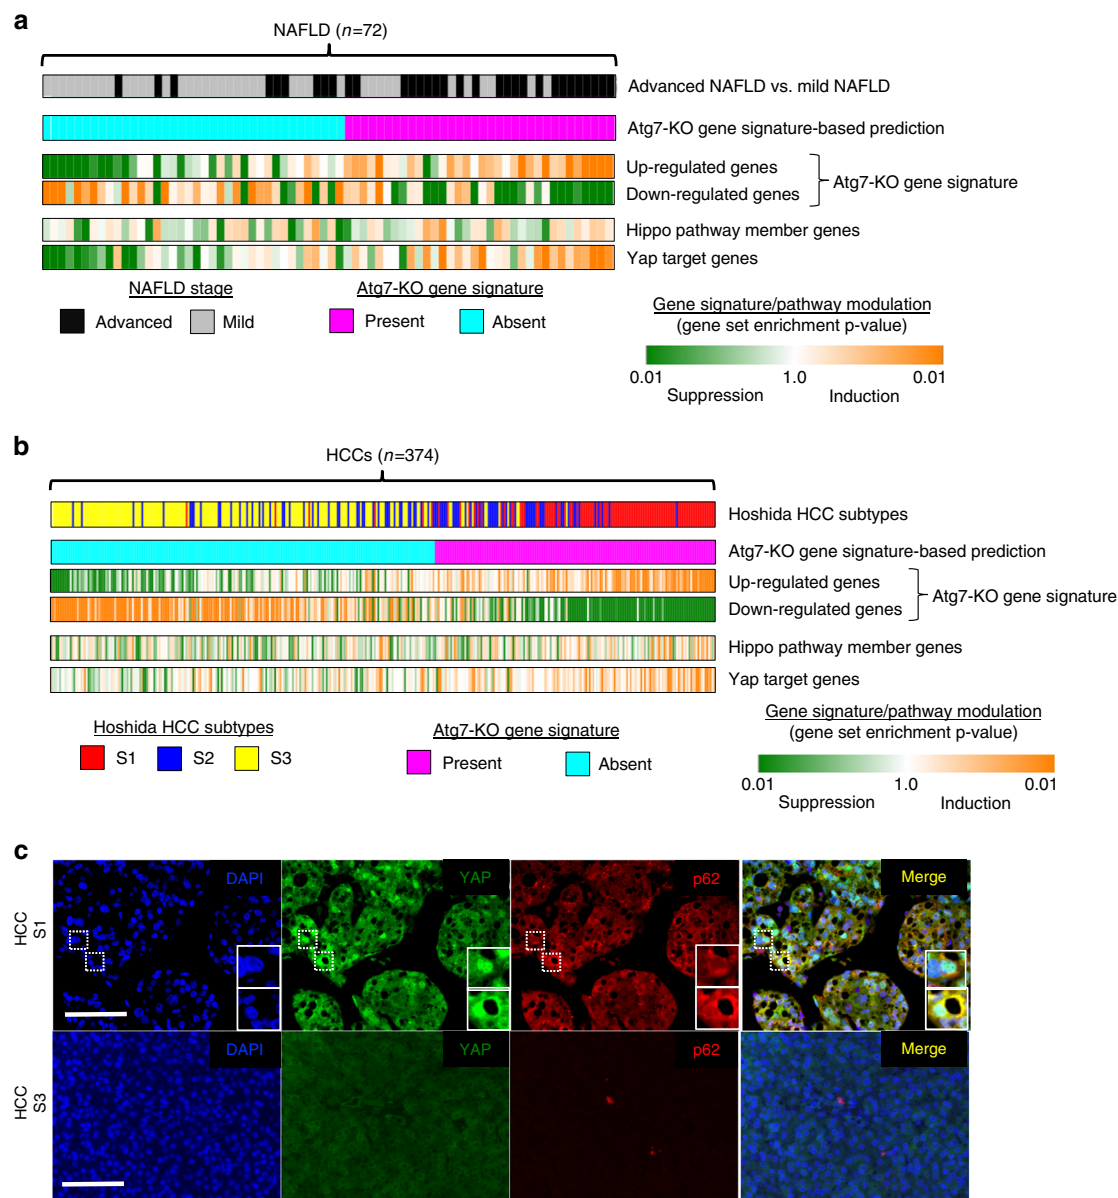 a
NAFLD (n=72)
Advanced NAFLD vs. mild NAFLD
Atg7-KO gene signature-based prediction
Up-regulated genes
Down-regulated genes
Atg7-KO gene signature
Hippo pathway member genes
Yap target genes
NAFLD stage
Advanced
Mild
Atg7-KO gene signature
Present
Absent
Gene signature/pathway modulation
(gene set enrichment p-value)
0.01
1.0
0.01
Suppression
Induction
b
HCCs (n=374)
Hoshida HCC subtypes
Atg7-KO gene signature-based prediction
Up-regulated genes
Down-regulated genes
Atg7-KO gene signature
Hippo pathway member genes
Yap target genes
Hoshida HCC subtypes
S1
S2
S3
Atg7-KO gene signature
Present
Absent
Gene signature/pathway modulation
(gene set enrichment p-value)
0.01
1.0
0.01
Suppression
Induction
c
HCC
S1
DAPI
YAP
p62
Merge
HCC
S3
DAPI
YAP
p62
Merge